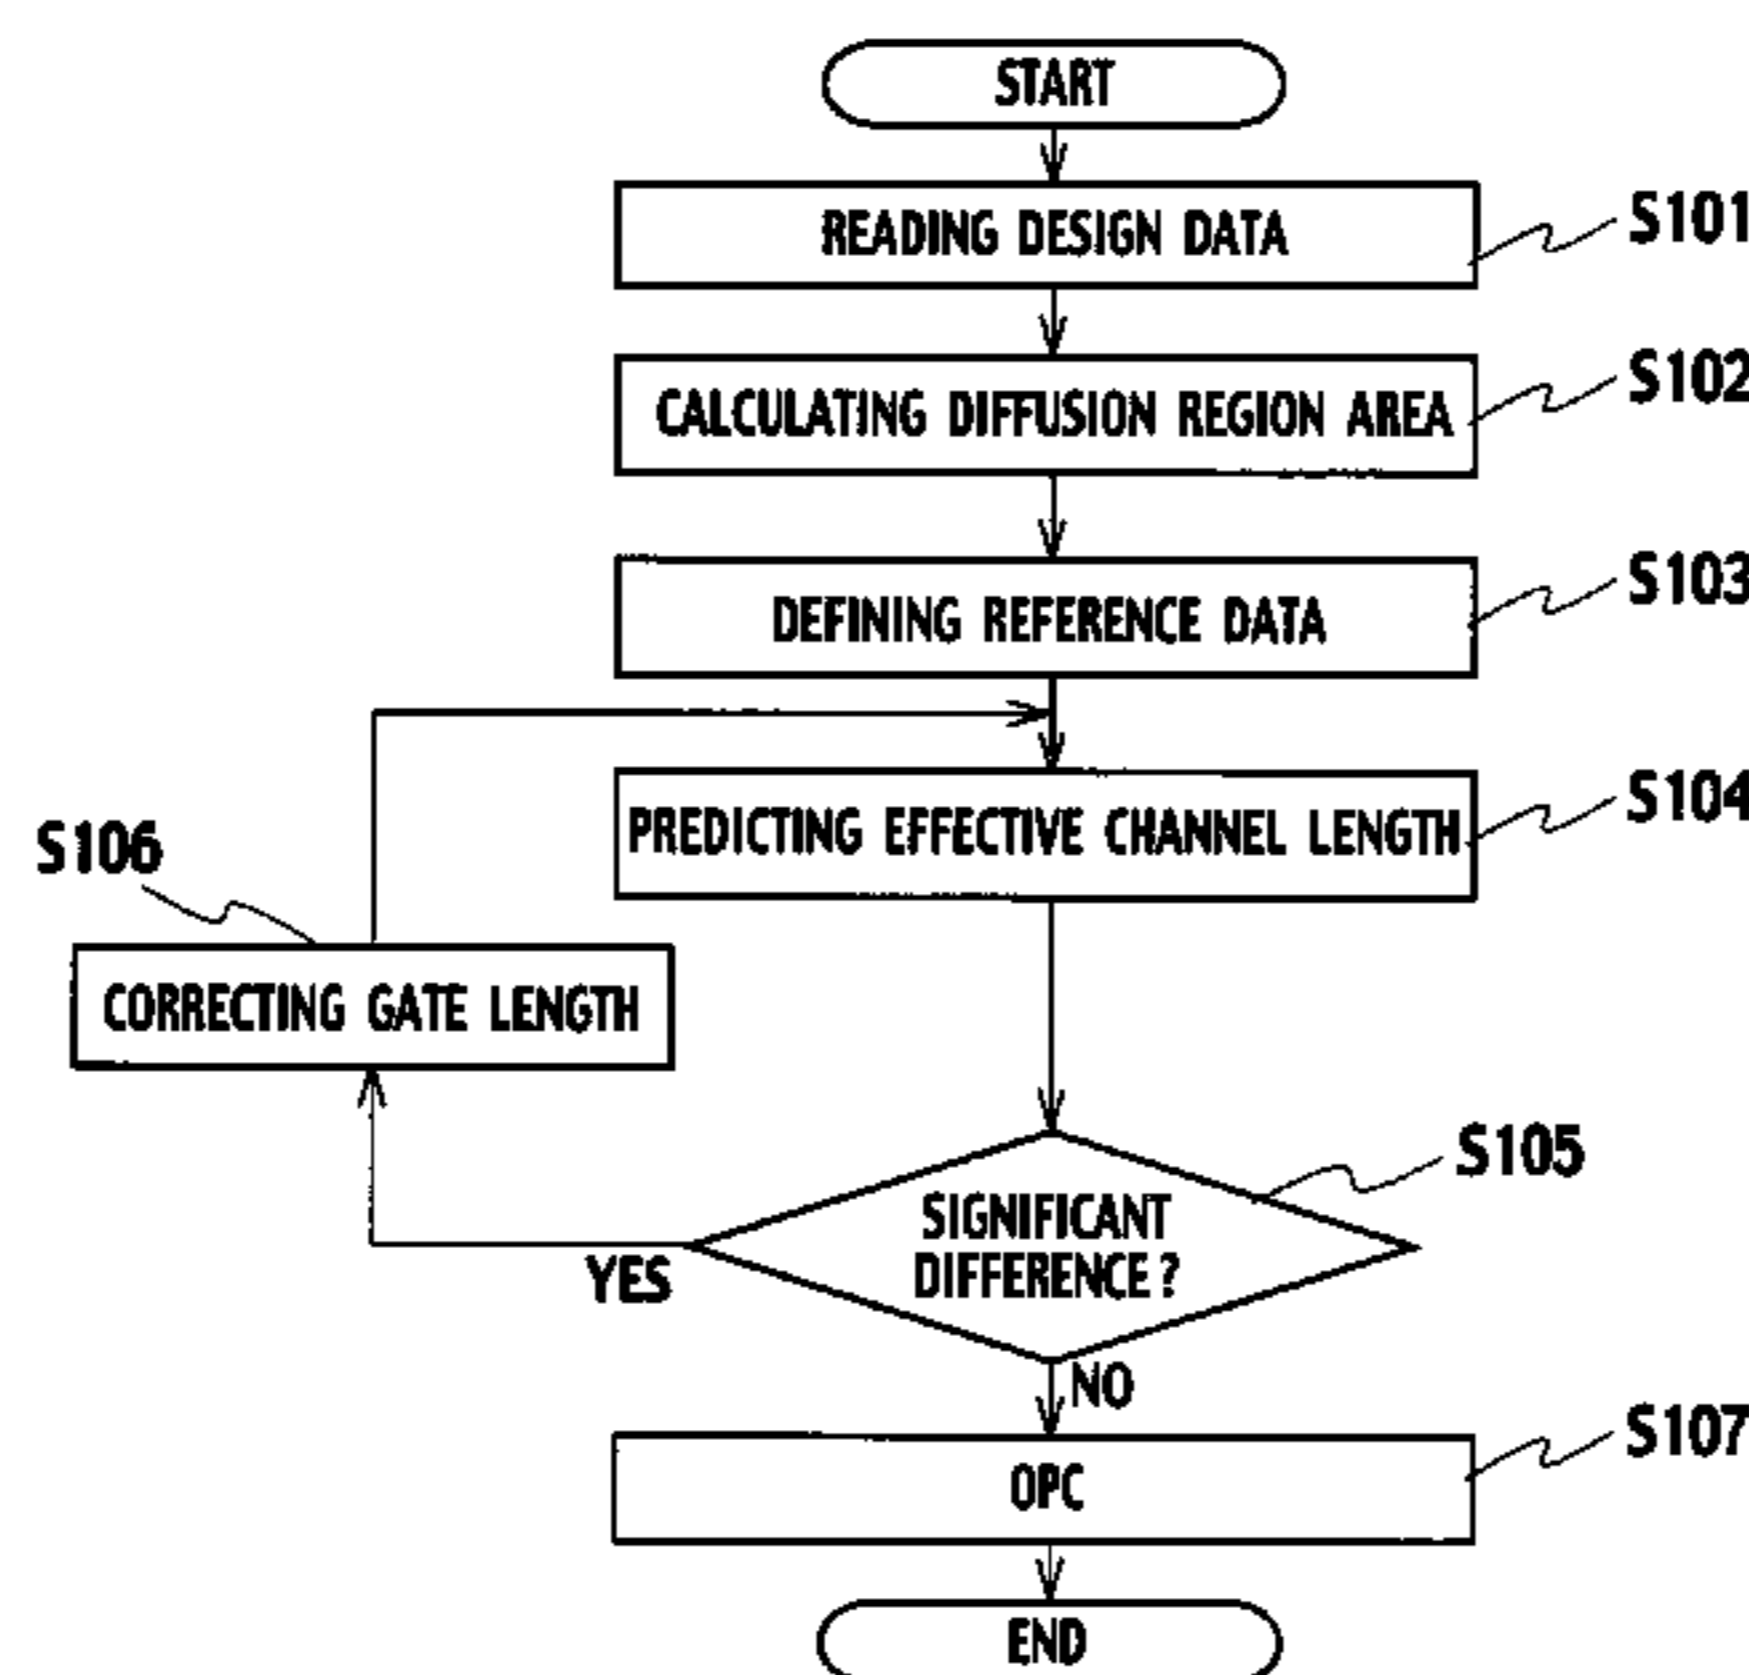 START
READING DESIGN DATA
S101
CALCULATING DIFFUSION REGION AREA
S102
DEFINING REFERENCE DATA
S103
PREDICTING EFFECTIVE CHANNEL LENGTH
S104
S106
CORRECTING GATE LENGTH
S105
SIGNIFICANT
DIFFERENCE?
YES
NO
OPC
S107
END